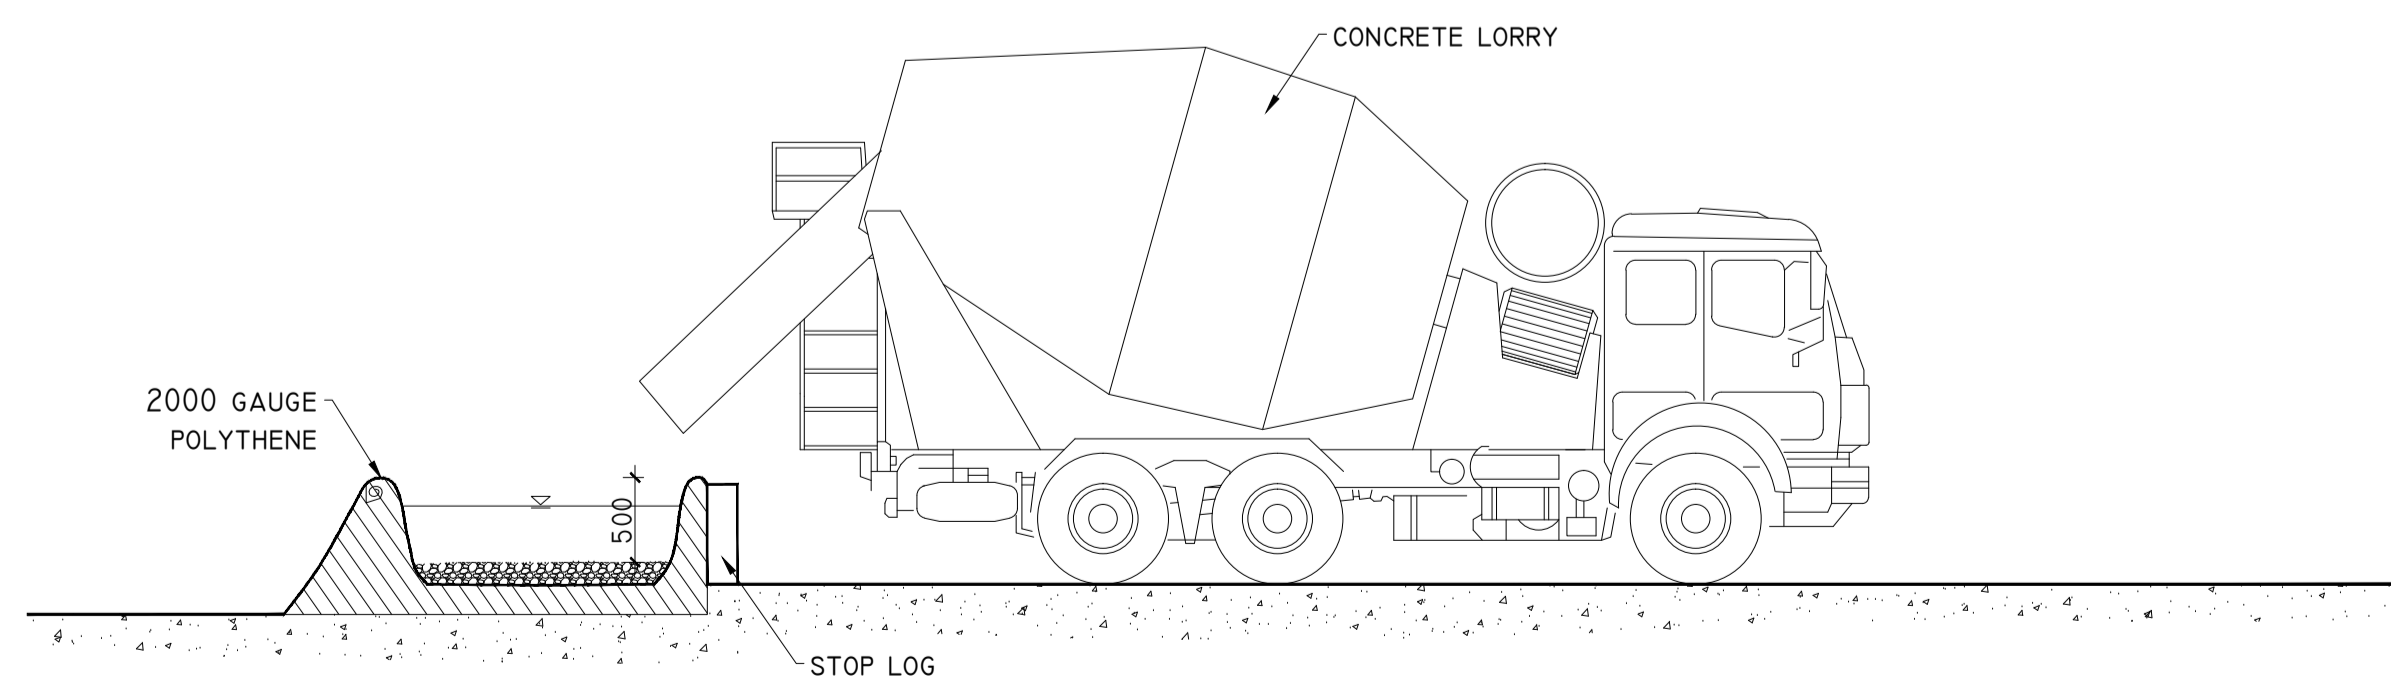 CONCRETE LORRY
2000 GAUGE
POLYTHENE
500
STOP LOG